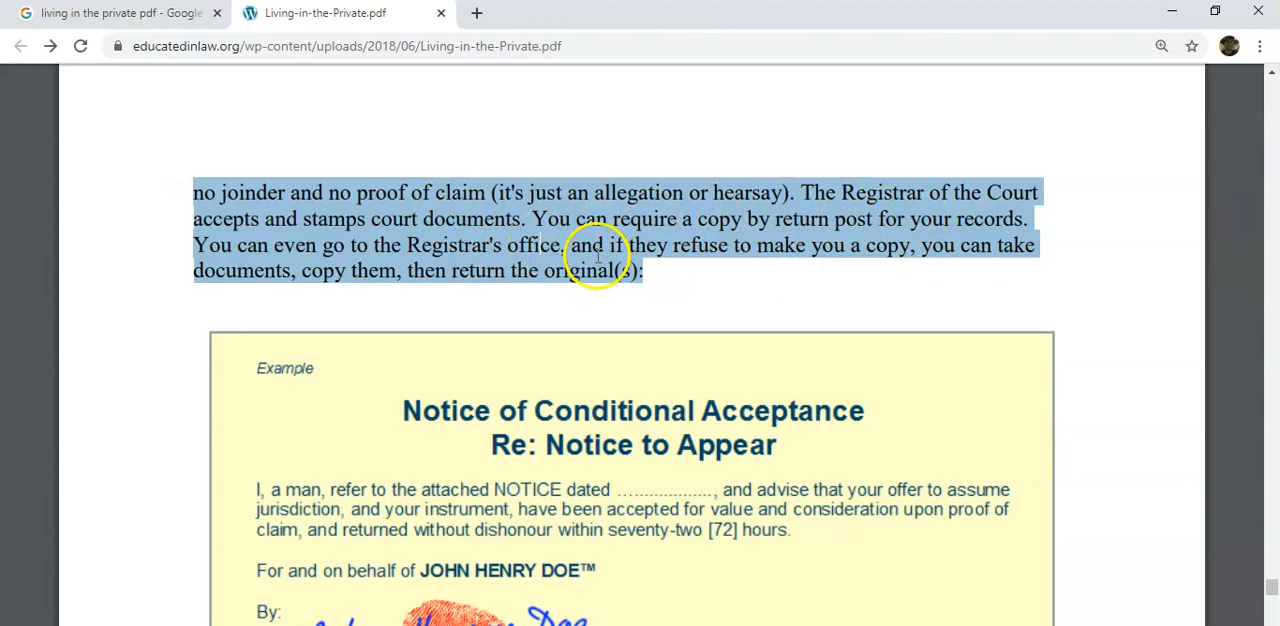 living in the private pdf - Google
Living-in-the-Private.pdf
educatedinlaw.org/wp-content/uploads/2018/06/Living-in-the-Private.pdf
no joinder and no proof of claim (it's just an allegation or hearsay). The Registrar of the Court
accepts and stamps court documents. You can require a copy by return post for your records.
You can even go to the Registrar's office, and if they refuse to make you a copy, you can take
documents, copy them, then return the original(s):
Example
Notice of Conditional Acceptance
Re: Notice to Appear
I, a man, refer to the attached NOTICE dated ..................., and advise that your offer to assume
jurisdiction, and your instrument, have been accepted for value and consideration upon proof of
claim, and returned without dishonour within seventy-two [72] hours.
For and on behalf of JOHN HENRY DOE™
By: